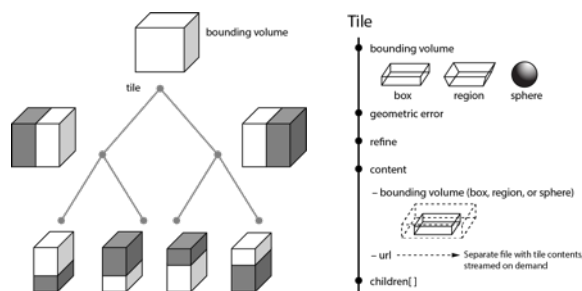 bounding volume
tile
Tile
bounding volume
box region sphere
geometric error
refine
content
– bounding volume (box, region, or sphere)
– url
Separate file with tile contents
streamed on demand
children[ ]